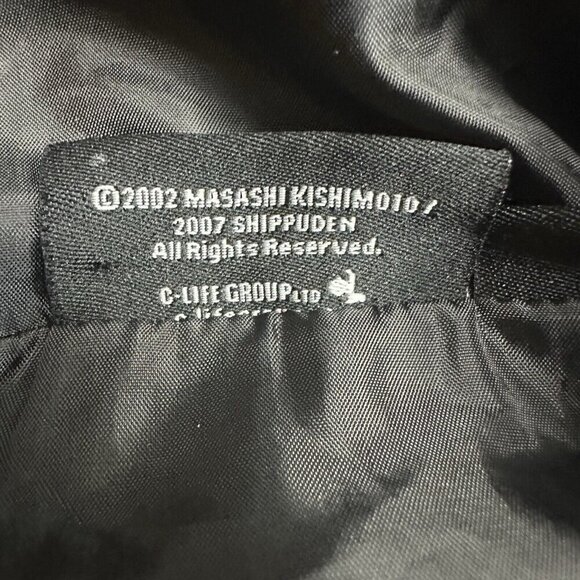 ©2002 MASASHI KISHIMOTO/
2007 SHIPPUDEN
All Rights Reserved.
C-LIFE GROUP LTD